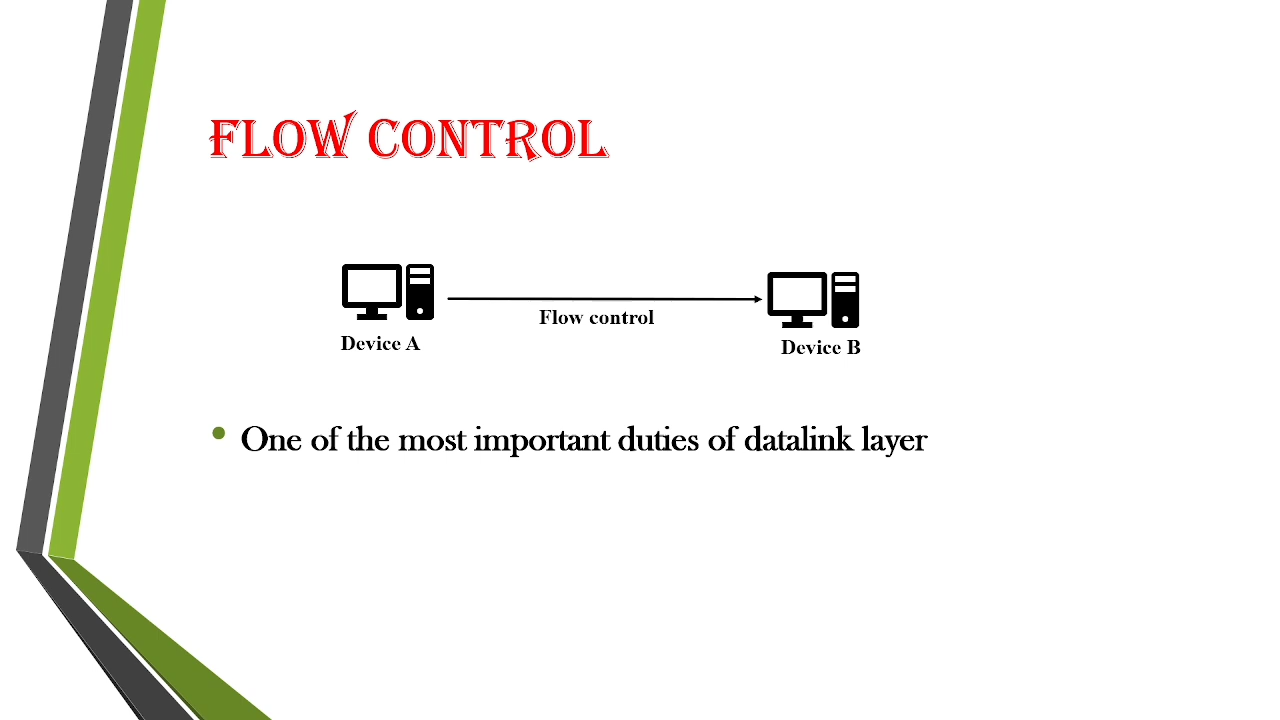 FLOW CONTROL
Flow control
Device A
Device B
• One of the most important duties of datalink layer